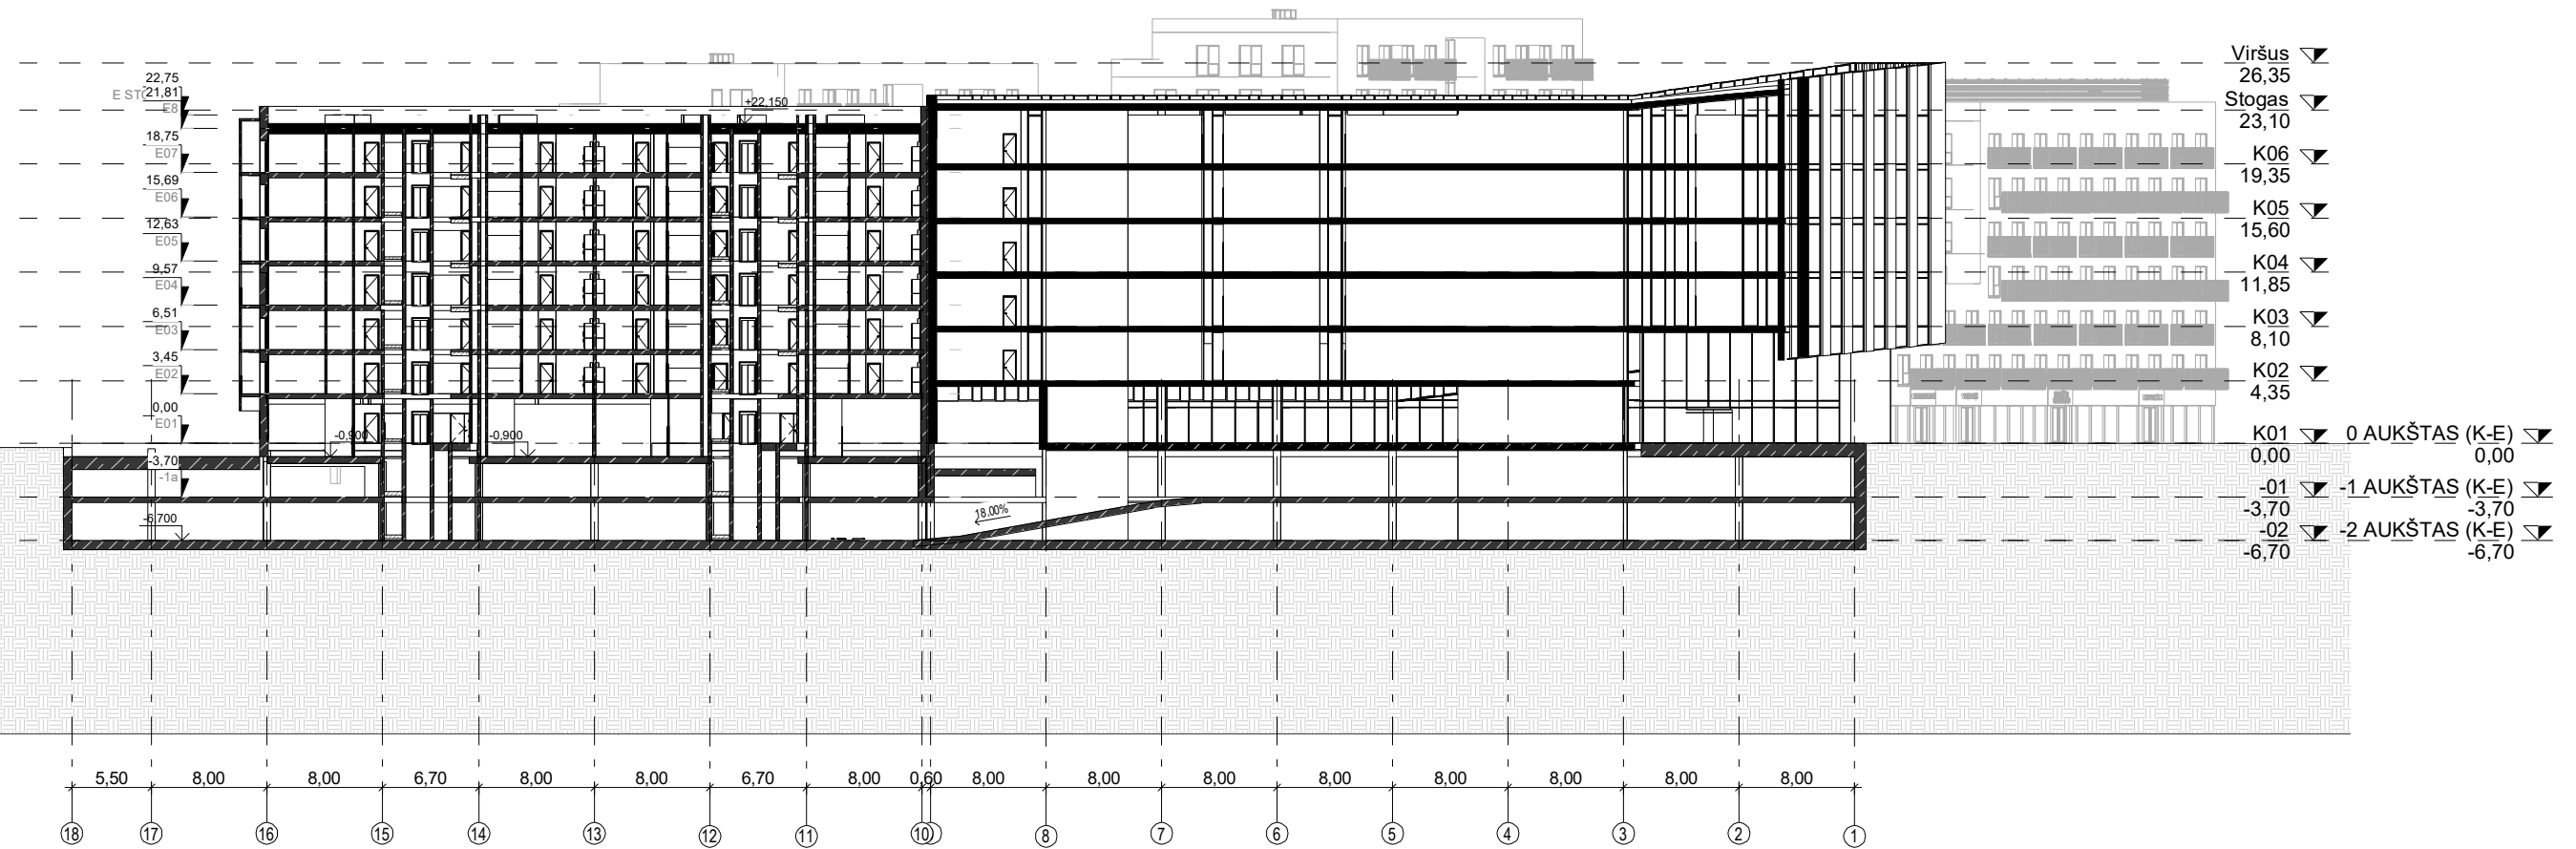 Viršus
26,35
Stogas
23,10
K06
19,35
K05
15,60
K04
11,85
K03
8,10
K02
4,35
K01
0,00
-01
-3,70
-02
-6,70
0 AUKŠTAS (K-E)
0,00
-1 AUKŠTAS (K-E)
-3,70
-2 AUKŠTAS (K-E)
-6,70
22,75
21,81
E8
18,75
E07
15,69
E06
12,63
E05
9,57
E04
6,51
E03
3,45
E02
0,00
E01
-3,70
-1a
-6,700
+22,150
-0,900
-0,900
18,00%
5,50 8,00 8,00 6,70 8,00 8,00 6,70 8,00 0,60 8,00 8,00 8,00 8,00 8,00 8,00 8,00 8,00
18 17 16 15 14 13 12 11 10 8 7 6 5 4 3 2 1